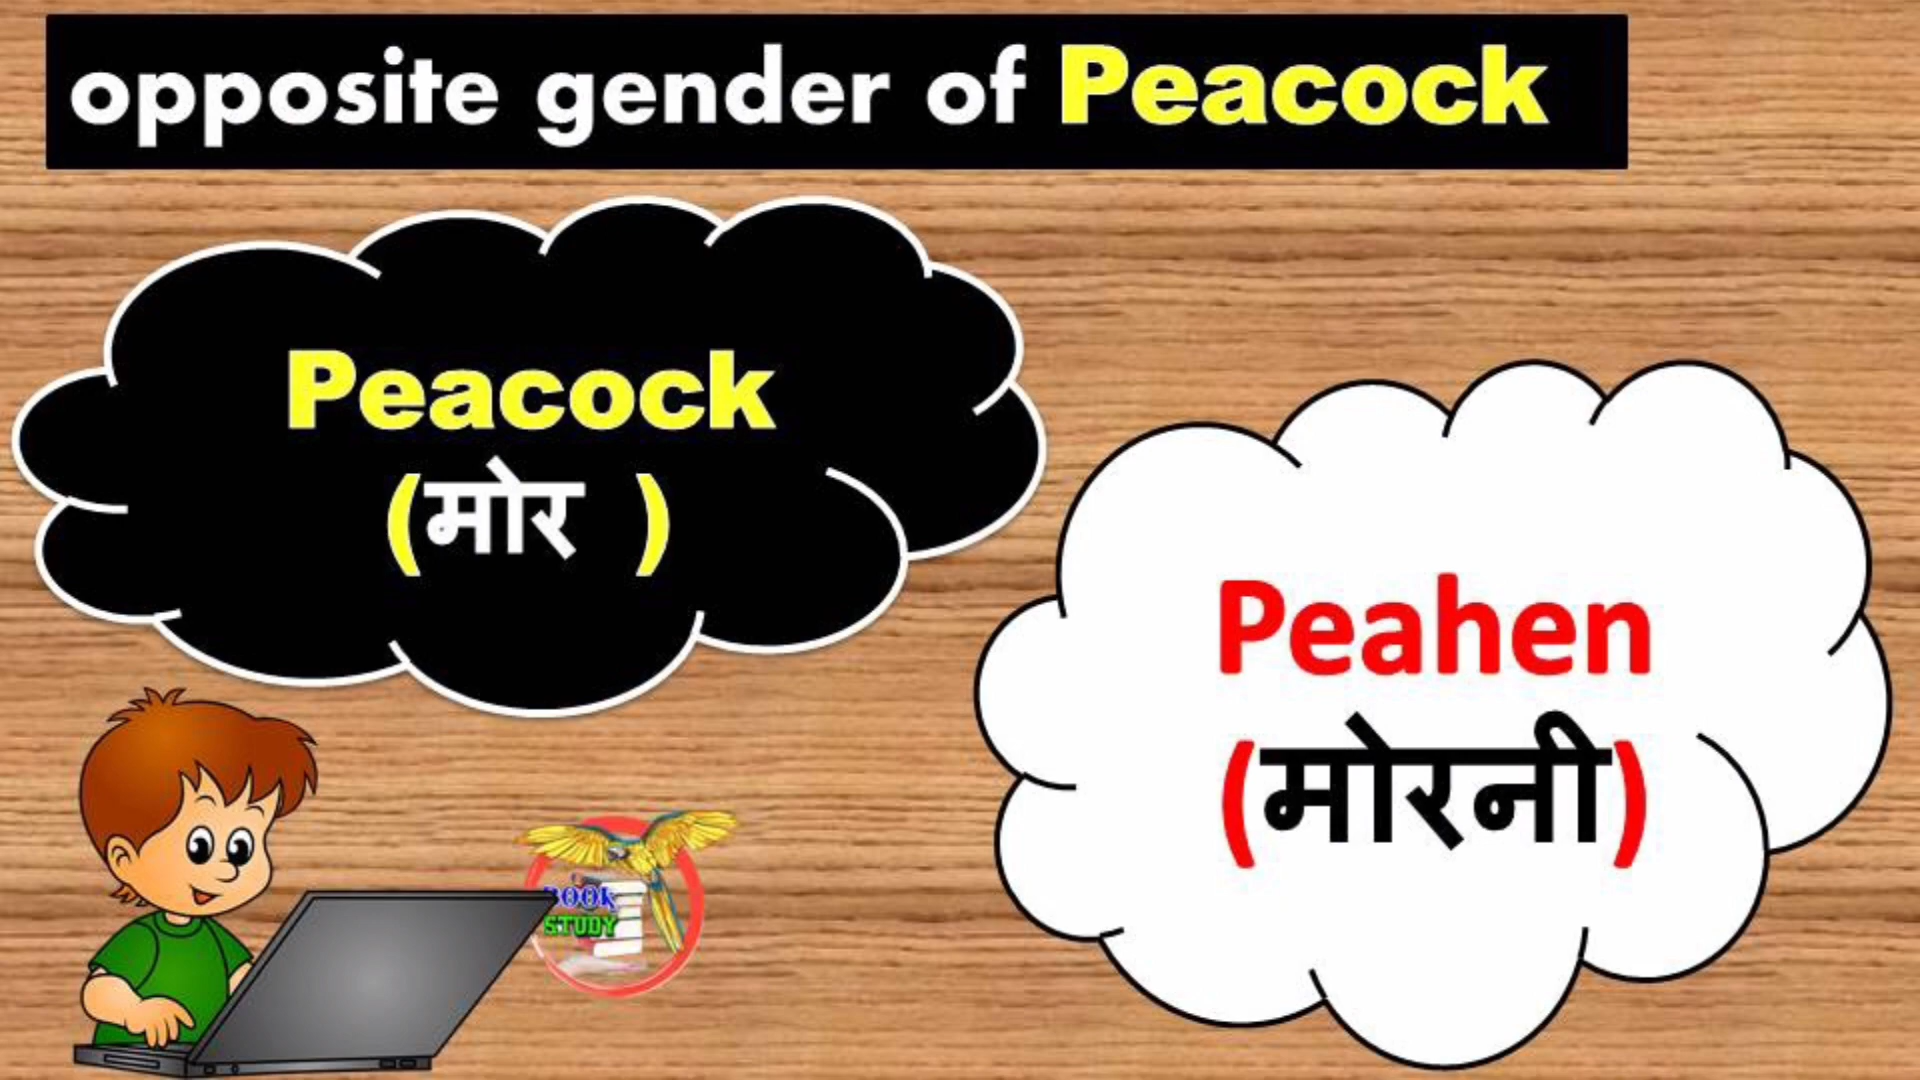 opposite gender of Peacock
Peacock
(मोर )
Peahen
(मोरनी)
STUDY